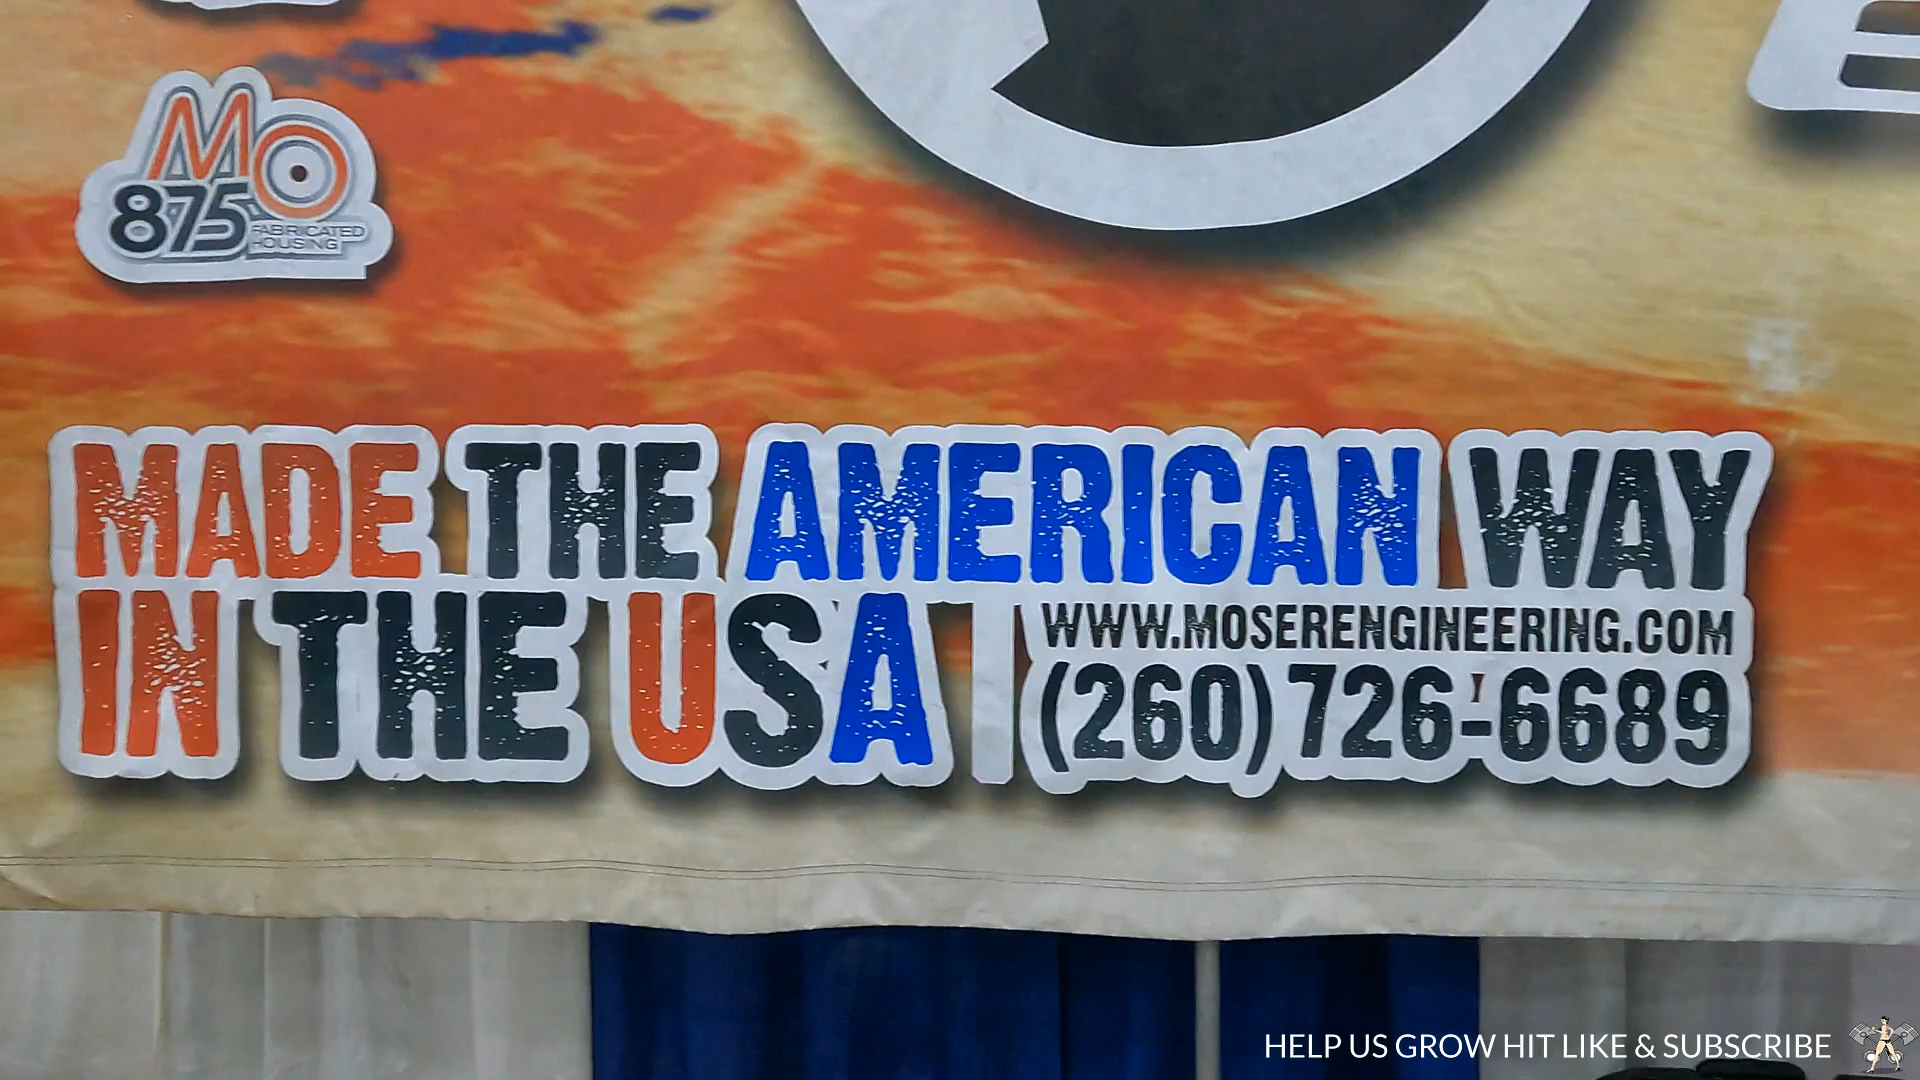 MO
875
FABRICATED
HOUSING
MADE THE AMERICAN WAY
IN THE USA
WWW.MOSERENGINEERING.COM
(260)726-6689
HELP US GROW HIT LIKE & SUBSCRIBE